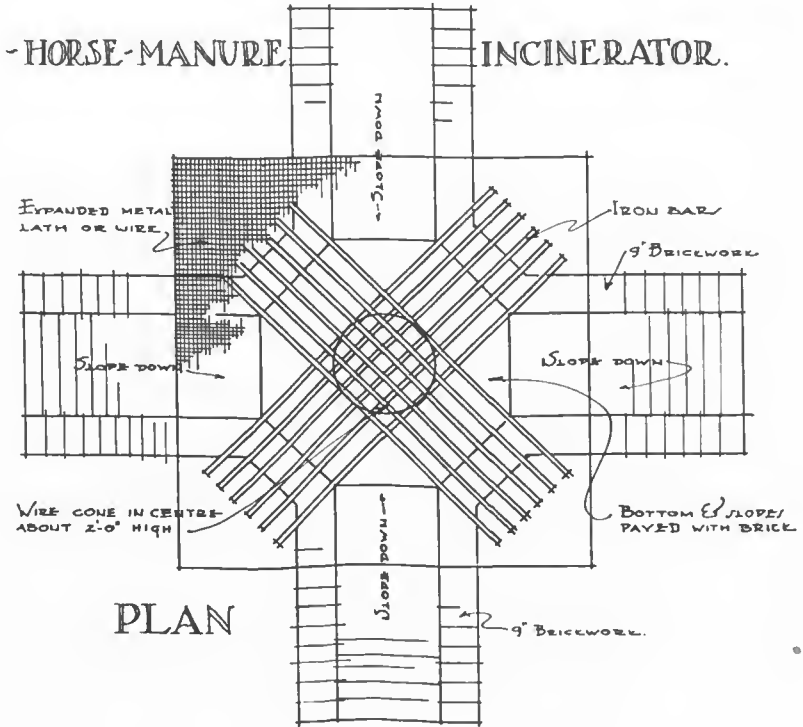 -HORSE-MANURE INCINERATOR.
SLOPE DOWN
EXPANDED METAL
LATH OR WIRE
IRON BARS
9" BRICKWORK
SLOPE DOWN
SLOPE DOWN
WIRE CONE IN CENTRE
ABOUT 2'-0" HIGH
BOTTOM & SLOPES
PAVED WITH BRICK
SLOPE DOWN
PLAN
9" BRICKWORK.